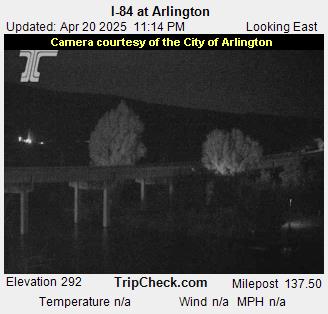 I-84 at Arlington
Updated: Apr 20 2025 11:14 PM Looking East
Camera courtesy of the City of Arlington
Elevation 292 TripCheck.com Milepost 137.50
Temperature n/a Wind n/a MPH n/a